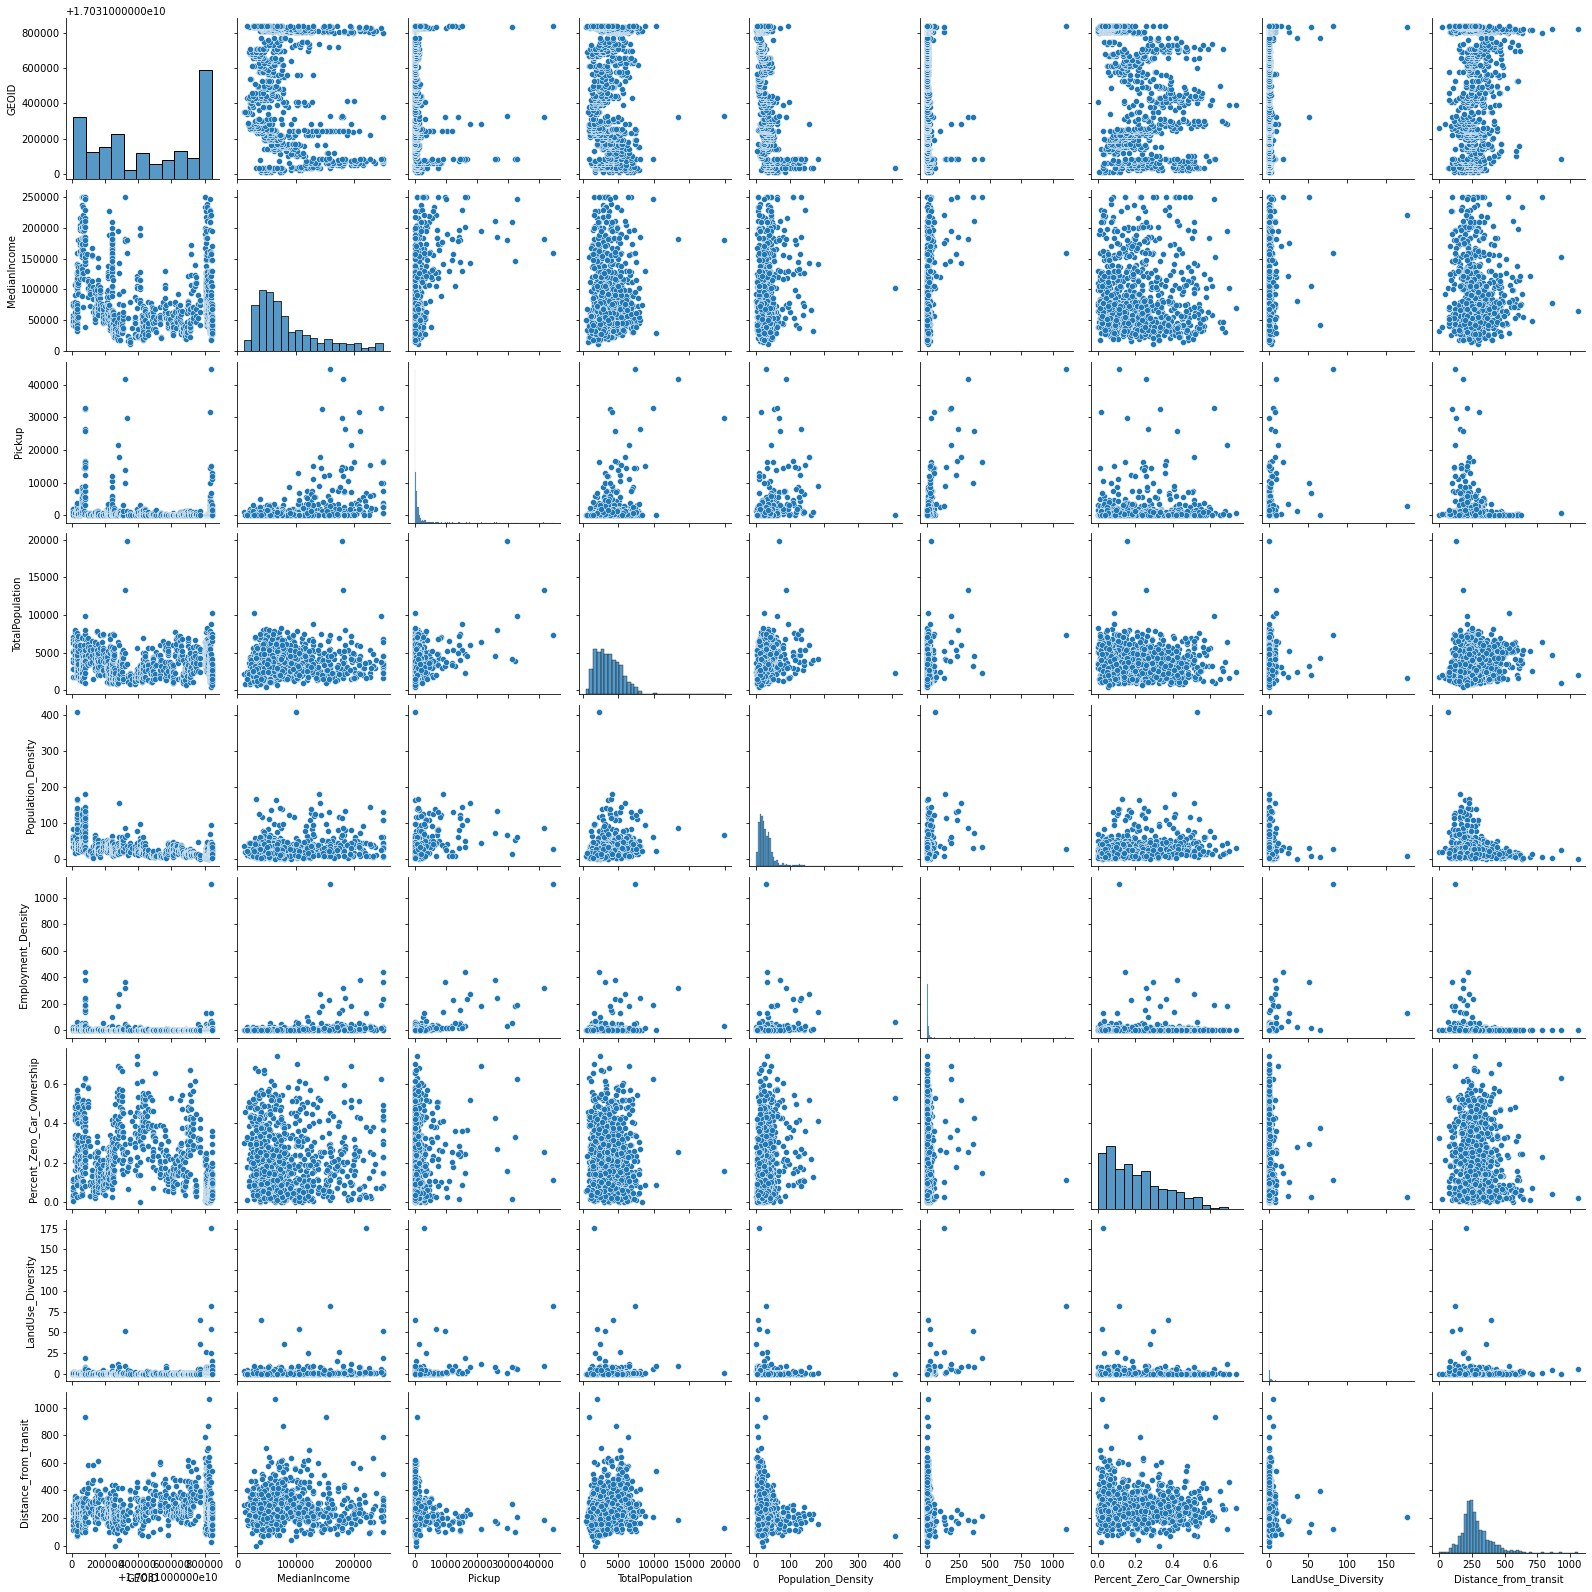 +1.7031000000e10
800000
600000
400000
200000
0
GEOID
250000
200000
150000
100000
50000
0
MedianIncome
40000
30000
20000
10000
0
Pickup
20000
15000
10000
5000
0
TotalPopulation
400
300
200
100
0
Population_Density
1000
800
600
400
200
0
Employment_Density
0.6
0.4
0.2
0.0
Percent_Zero_Car_Ownership
175
150
125
100
75
50
25
0
LandUse_Diversity
1000
800
600
400
200
0
Distance_from_transit
0 200000 400000 600000 800000
+1.7031000000e10
GEOID
100000 200000
MedianIncome
0 10000 20000 30000 40000
Pickup
0 5000 10000 15000 20000
TotalPopulation
0 100 200 300 400
Population_Density
0 250 500 750 1000
Employment_Density
0.0 0.2 0.4 0.6
Percent_Zero_Car_Ownership
0 50 100 150
LandUse_Diversity
0 250 500 750 1000
Distance_from_transit